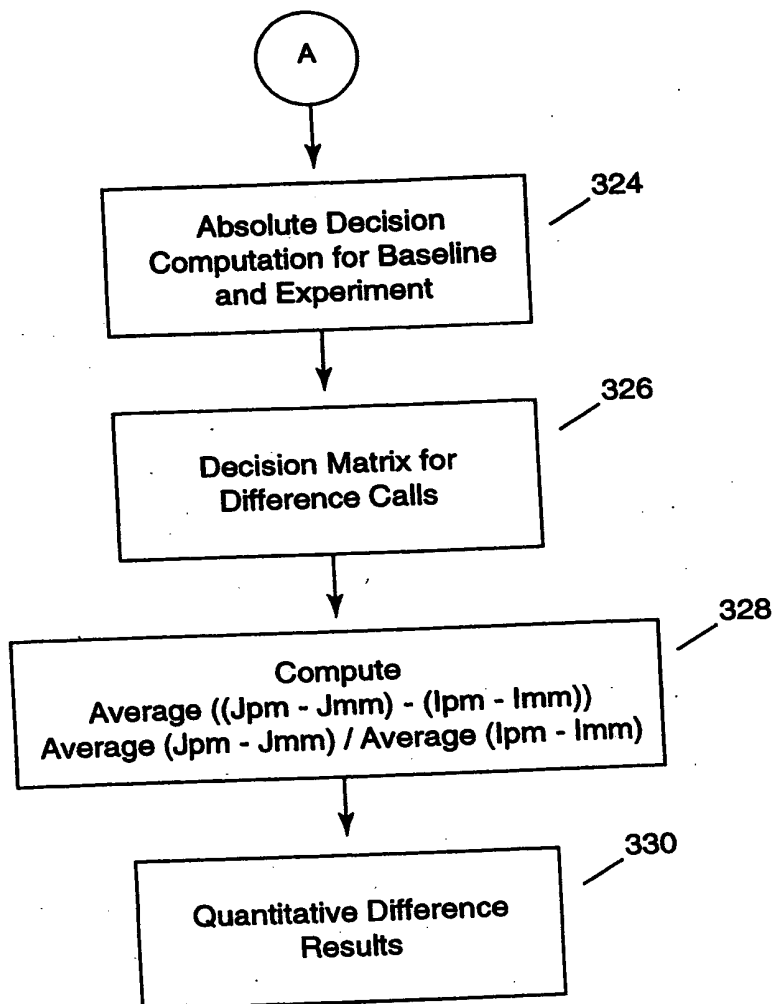 A
324
Absolute Decision
Computation for Baseline
and Experiment
326
Decision Matrix for
Difference Calls
328
Compute
Average ((Jpm - Jmm) - (Ipm - Imm))
Average (Jpm - Jmm) / Average (Ipm - Imm)
330
Quantitative Difference
Results